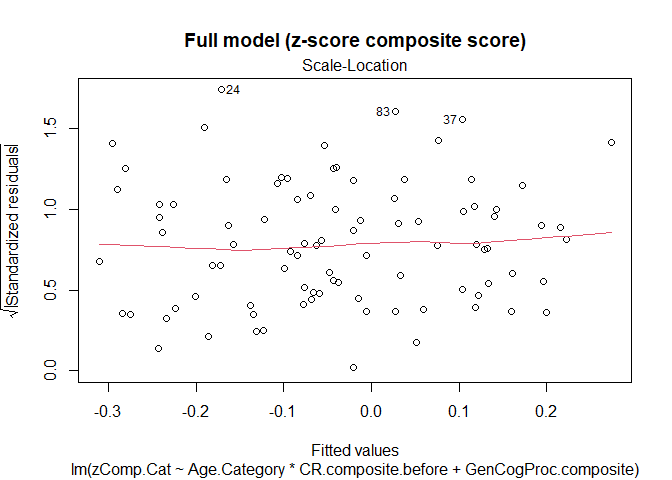 Full model (z-score composite score)
Scale-Location
√|Standardized residuals|
1.5
1.0
0.5
0.0
24
83
37
-0.3 -0.2 -0.1 0.0 0.1 0.2
Fitted values
lm(zComp.Cat ~ Age.Category * CR.composite.before + GenCogProc.composite)